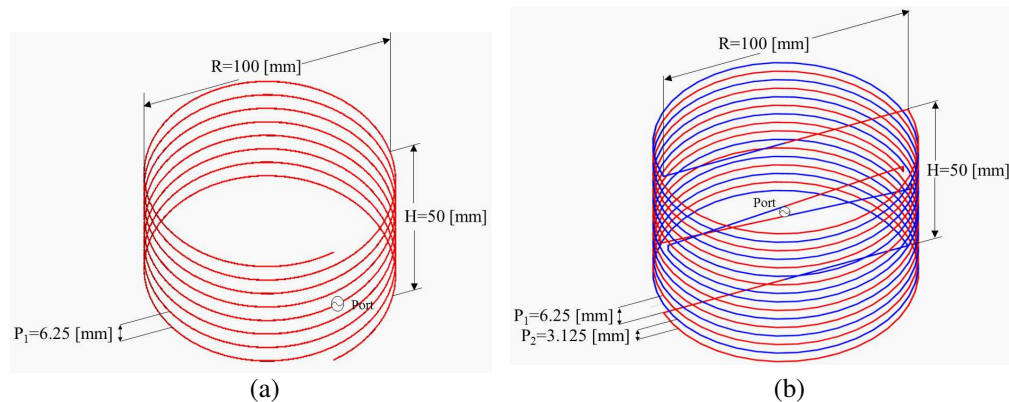 R=100 [mm]
H=50 [mm]
Port
P₁=6.25 [mm]
(a)
R=100 [mm]
H=50 [mm]
Port
P₁=6.25 [mm]
P₂=3.125 [mm]
(b)